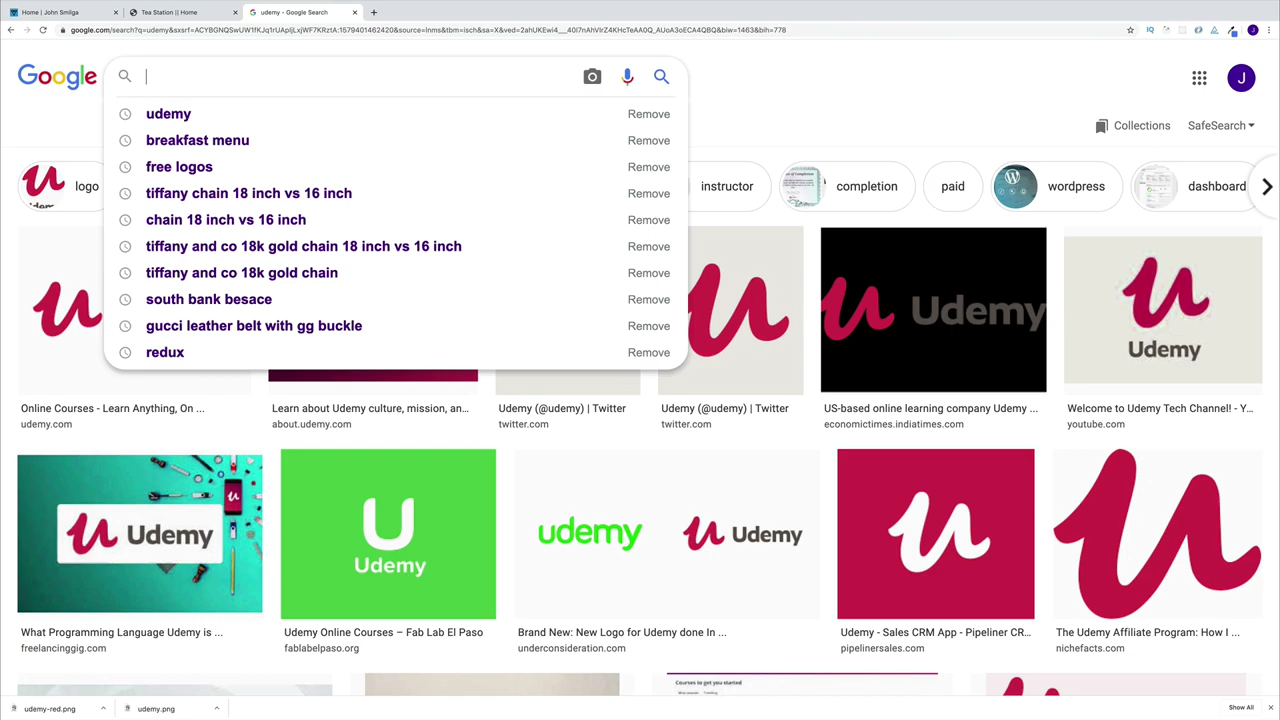 Home | John Smilga
Tea Station || Home
udemy - Google Search
google.com/search?q=udemy&sxsrf=ACYBGNQSwUW1fKJq1rUApljLxjWF7KRztA:1579401462420&source=lnms&tbm=isch&sa=X&ved=2ahUKEwi4___40I7nAhVIrZ4KHcTeAA0Q_AUoA3oECA4QBQ&biw=1463&bih=778
Google
J
udemy Remove
breakfast menu Remove
free logos Remove
tiffany chain 18 inch vs 16 inch Remove
chain 18 inch vs 16 inch Remove
tiffany and co 18k gold chain 18 inch vs 16 inch Remove
tiffany and co 18k gold chain Remove
south bank besace Remove
gucci leather belt with gg buckle Remove
redux Remove
Collections SafeSearch
logo instructor completion paid wordpress dashboard
Udemy
Udemy
Online Courses - Learn Anything, On ...
udemy.com
Learn about Udemy culture, mission, an...
about.udemy.com
Udemy (@udemy) | Twitter
twitter.com
Udemy (@udemy) | Twitter
twitter.com
US-based online learning company Udemy ...
economictimes.indiatimes.com
Welcome to Udemy Tech Channel! - Y...
youtube.com
Udemy
U
Udemy
udemy
Udemy
What Programming Language Udemy is ...
freelancinggig.com
Udemy Online Courses – Fab Lab El Paso
fablabelpaso.org
Brand New: New Logo for Udemy done In ...
underconsideration.com
Udemy - Sales CRM App - Pipeliner CR...
pipelinersales.com
The Udemy Affiliate Program: How I ...
nichefacts.com
Courses to get you started
udemy-red.png
udemy.png
Show All